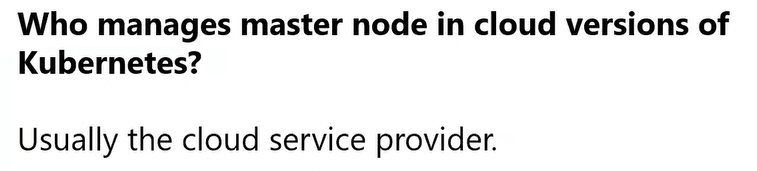 Who manages master node in cloud versions of
Kubernetes?
Usually the cloud service provider.